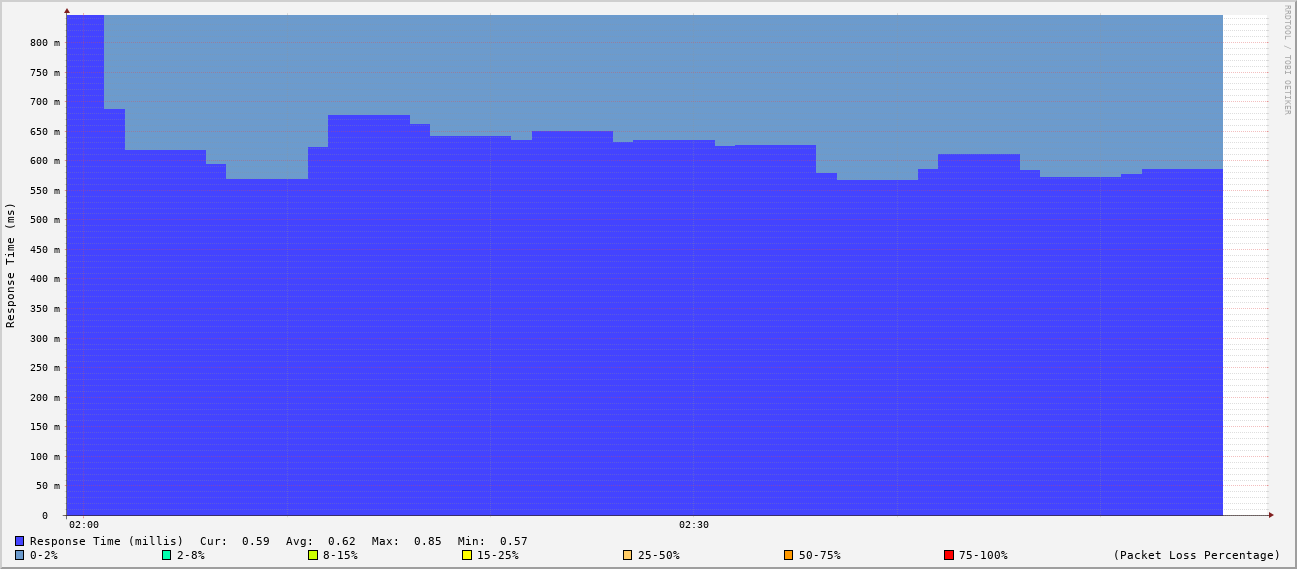 RRDTOOL / TOBI OETIKER
Response Time (ms)
800 m
750 m
700 m
650 m
600 m
550 m
500 m
450 m
400 m
350 m
300 m
250 m
200 m
150 m
100 m
50 m
0
02:00 02:30
Response Time (millis) Cur: 0.59 Avg: 0.62 Max: 0.85 Min: 0.57
0-2% 2-8% 8-15% 15-25% 25-50% 50-75% 75-100% (Packet Loss Percentage)